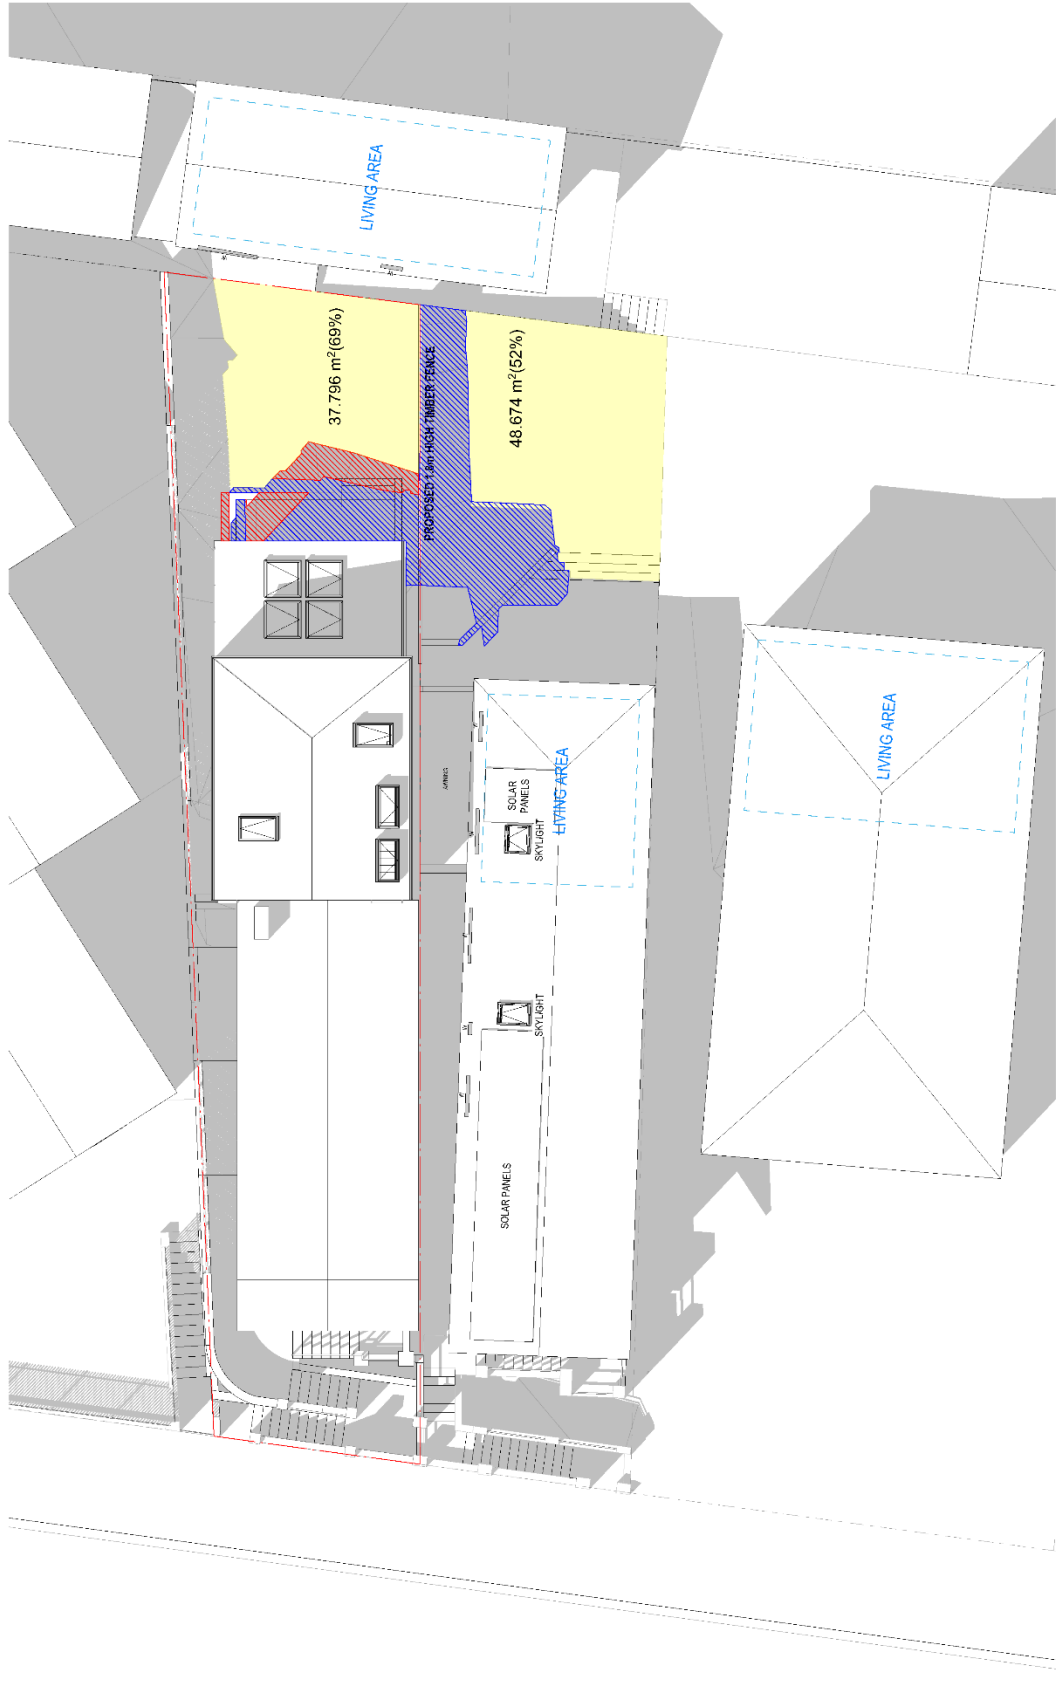 LIVING AREA
37.796 m²(69%)
PROPOSED 1.8m HIGH TIMBER FENCE
48.674 m²(52%)
LIVING AREA
AWNING
SOLAR
PANELS
LIVING AREA
SKYLIGHT
SKYLIGHT
SOLAR PANELS